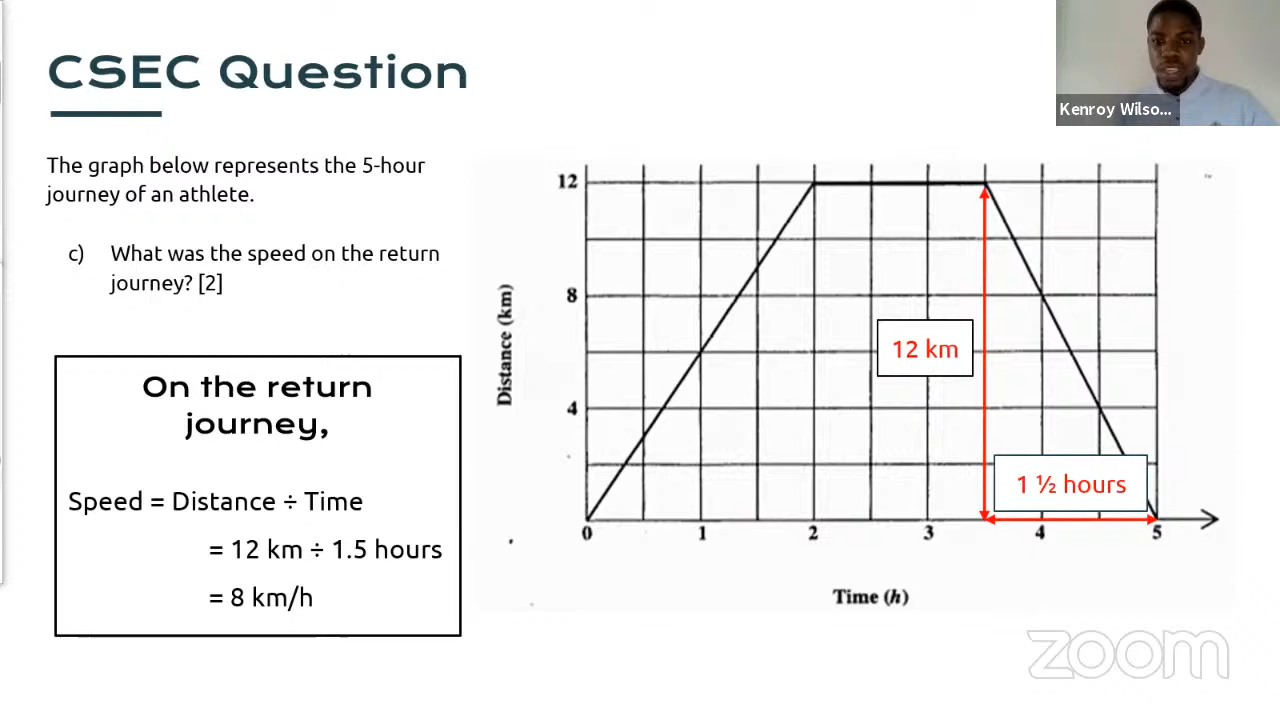 CSEC Question
Kenroy Wilso...
The graph below represents the 5-hour
journey of an athlete.
c) What was the speed on the return
journey? [2]
On the return
journey,
Speed = Distance ÷ Time
= 12 km ÷ 1.5 hours
= 8 km/h
12
8
4
Distance (km)
12 km
1 ½ hours
0 1 2 3 4 5
Time (h)
zoom